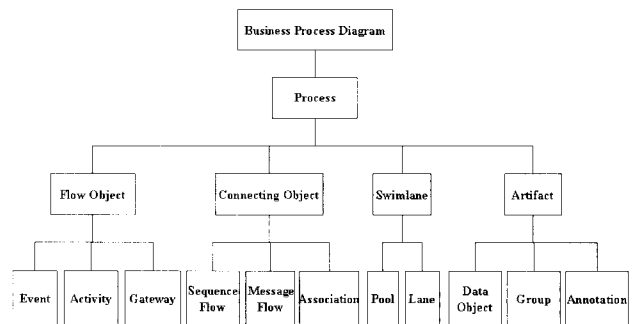 Business Process Diagram
Process
Flow Object
Connecting Object
Swimlane
Artifact
Event
Activity
Gateway
Sequence
Flow
Message
Flow
Association
Pool
Lane
Data
Object
Group
Annotation